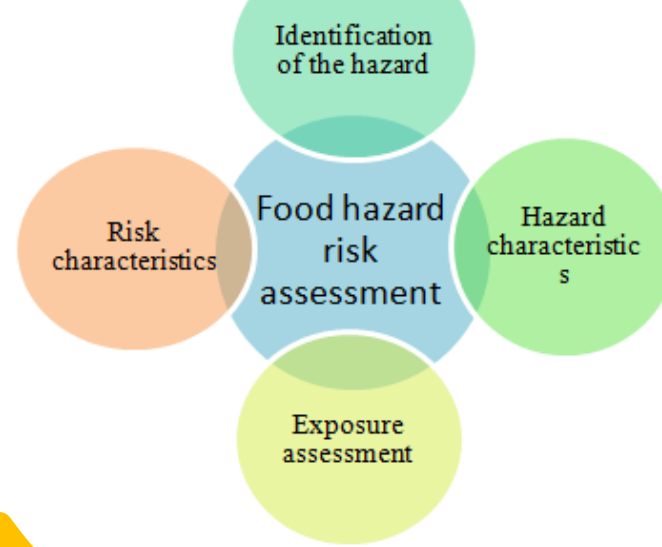 Identification
of the hazard
Food hazard
risk
assessment
Hazard
characteristic
s
Exposure
assessment
Risk
characteristics